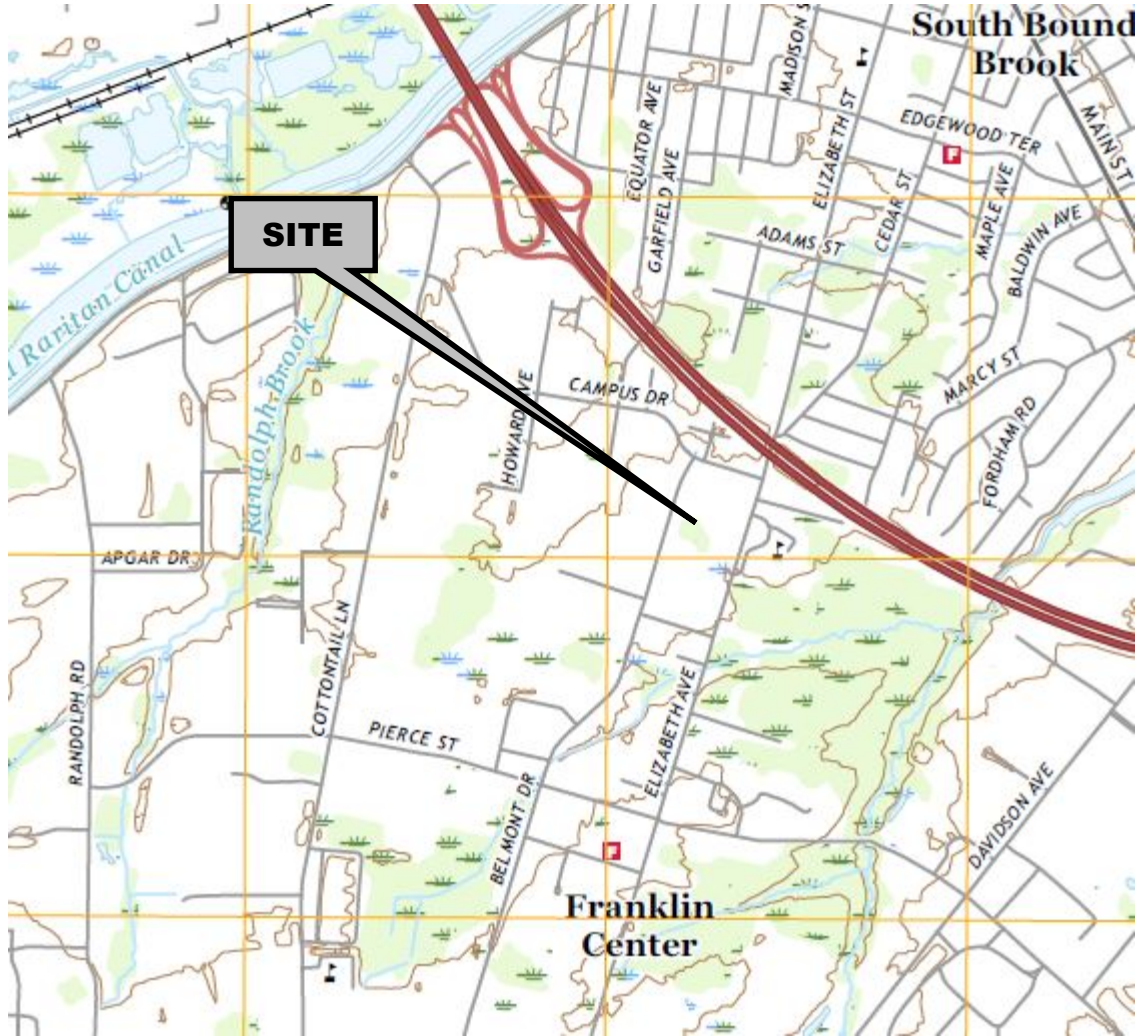 South Bound
Brook
MADISON S
ELIZABETH ST
EQUATOR AVE
GARFIELD AVE
EDGEWOOD TER
MAIN ST
CEDAR ST
MAPLE AVE
BALDWIN AVE
ADAMS ST
SITE
Raritan Canal
Randolph Brook
MARCY ST
FORDHAM RD
CAMPUS DR
HOWARD AVE
APGAR DR
COTTONTAIL LN
RANDOLPH RD
PIERCE ST
ELIZABETH AVE
BELMONT DR
DAVIDSON AVE
F
F
Franklin
Center